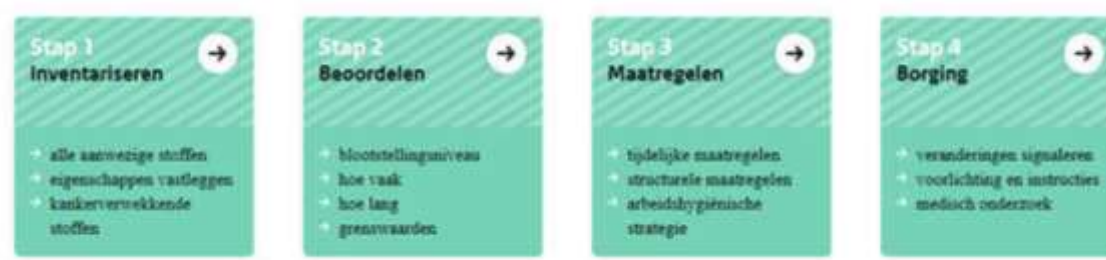 Stap 1
Inventariseren
alle aanwezige stoffen
eigenschappen vastleggen
kankerverwekkende
stoffen
Stap 2
Beoordelen
blootstellingsniveau
hoe vaak
hoe lang
grenswaarden
Stap 3
Maatregelen
tijdelijke maatregelen
structurele maatregelen
arbeidshygiënische
strategie
Stap 4
Borging
veranderingen signaleren
voorlichting en instructies
medisch onderzoek